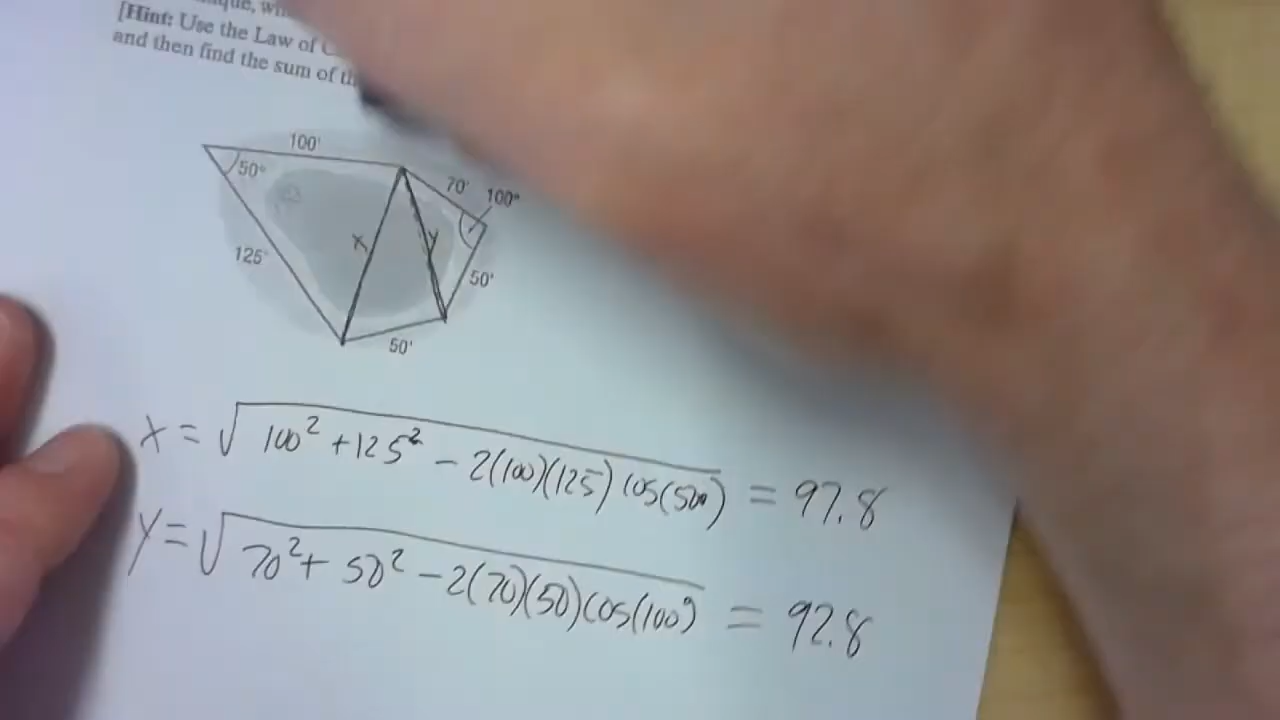 [Hint: Use the Law of
and then find the sum of
100'
50°
70'
100°
125'
x
y
50'
50'
x = √100² + 125² - 2(100)(125) cos(50°) = 97.8
y = √70² + 50² - 2(70)(50) cos(100°) = 92.8